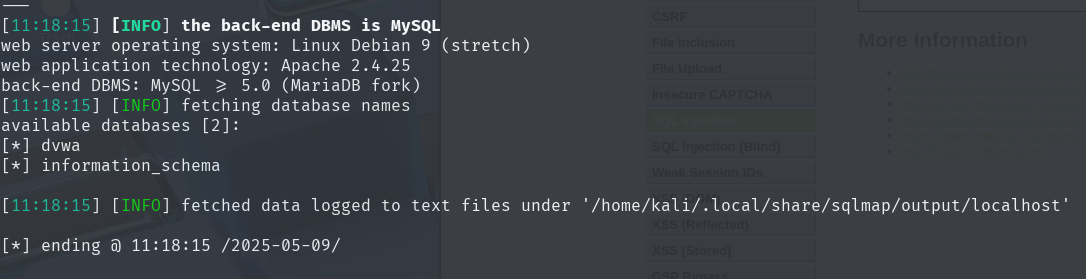 ---
[11:18:15] [INFO] the back-end DBMS is MySQL
web server operating system: Linux Debian 9 (stretch)
web application technology: Apache 2.4.25
back-end DBMS: MySQL >= 5.0 (MariaDB fork)
[11:18:15] [INFO] fetching database names
available databases [2]:
[*] dvwa
[*] information_schema
[11:18:15] [INFO] fetched data logged to text files under '/home/kali/.local/share/sqlmap/output/localhost'
[*] ending @ 11:18:15 /2025-05-09/
CSRF
File Inclusion
File Upload
Insecure CAPTCHA
SQL Injection
SQL Injection (Blind)
Weak Session IDs
XSS (Reflected)
XSS (Stored)
CSP Bypass
More Information